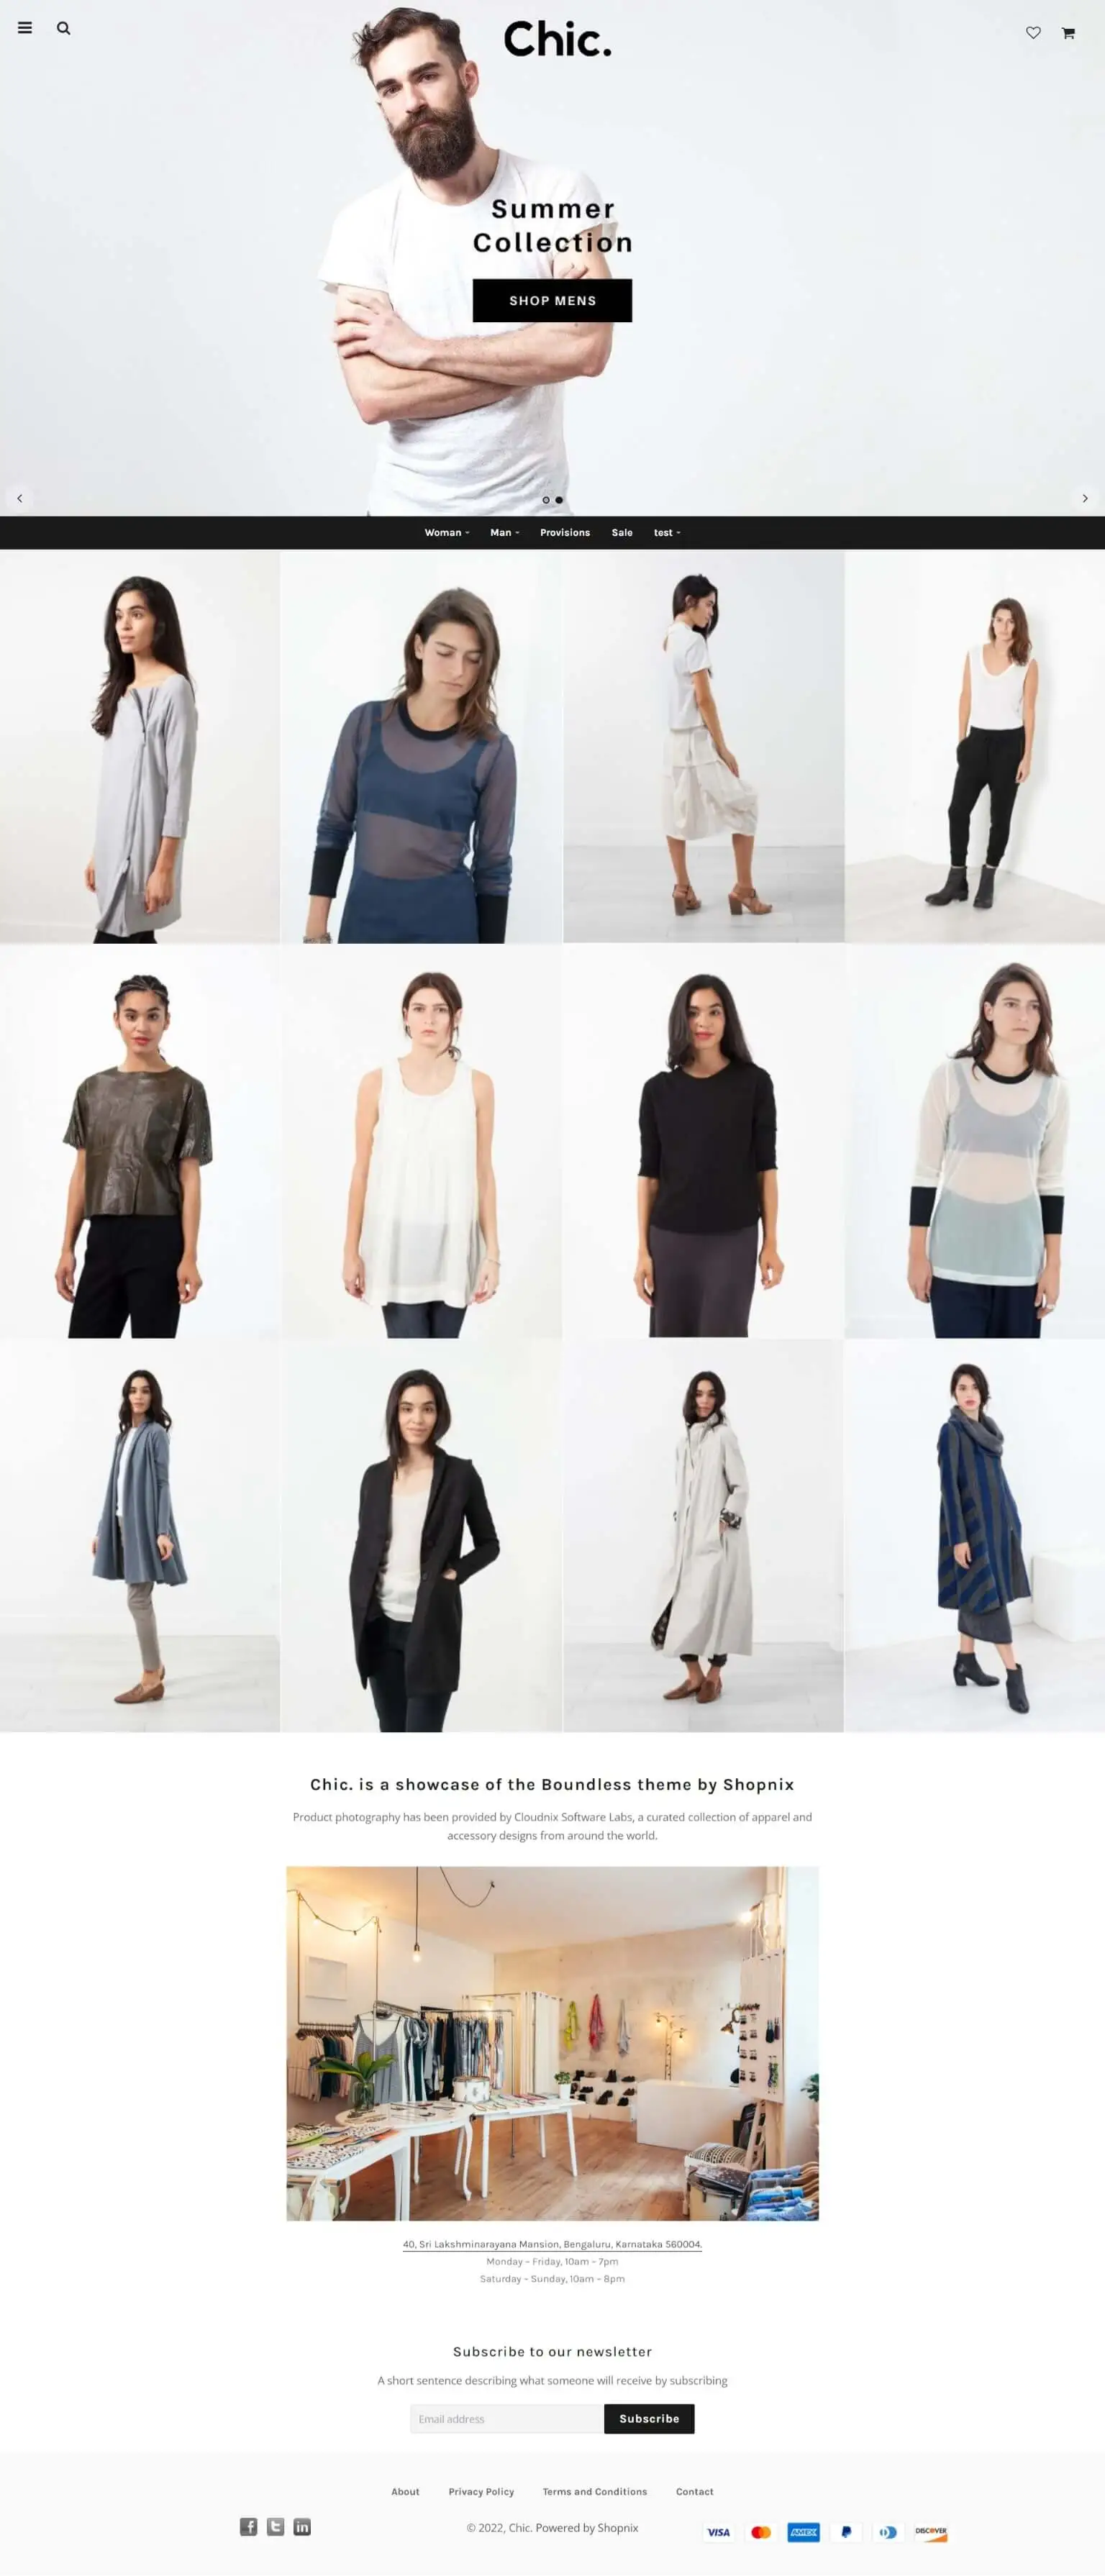 Chic.
Summer
Collection
SHOP MENS
Woman
Man
Provisions
Sale
test
Chic. is a showcase of the Boundless theme by Shopnix
Product photography has been provided by Cloudnix Software Labs, a curated collection of apparel and
accessory designs from around the world.
40, Sri Lakshminarayana Mansion, Bengaluru, Karnataka 560004.
Monday – Friday, 10am – 7pm
Saturday – Sunday, 10am – 8pm
Subscribe to our newsletter
A short sentence describing what someone will receive by subscribing
Email address
Subscribe
About
Privacy Policy
Terms and Conditions
Contact
f
t
in
© 2022, Chic. Powered by Shopnix
VISA
AMEX
DISCOVER